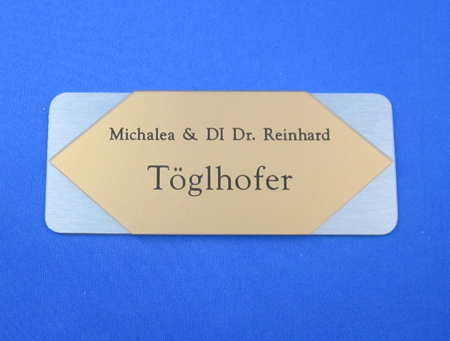 Michalea & DI Dr. Reinhard
Töglhofer